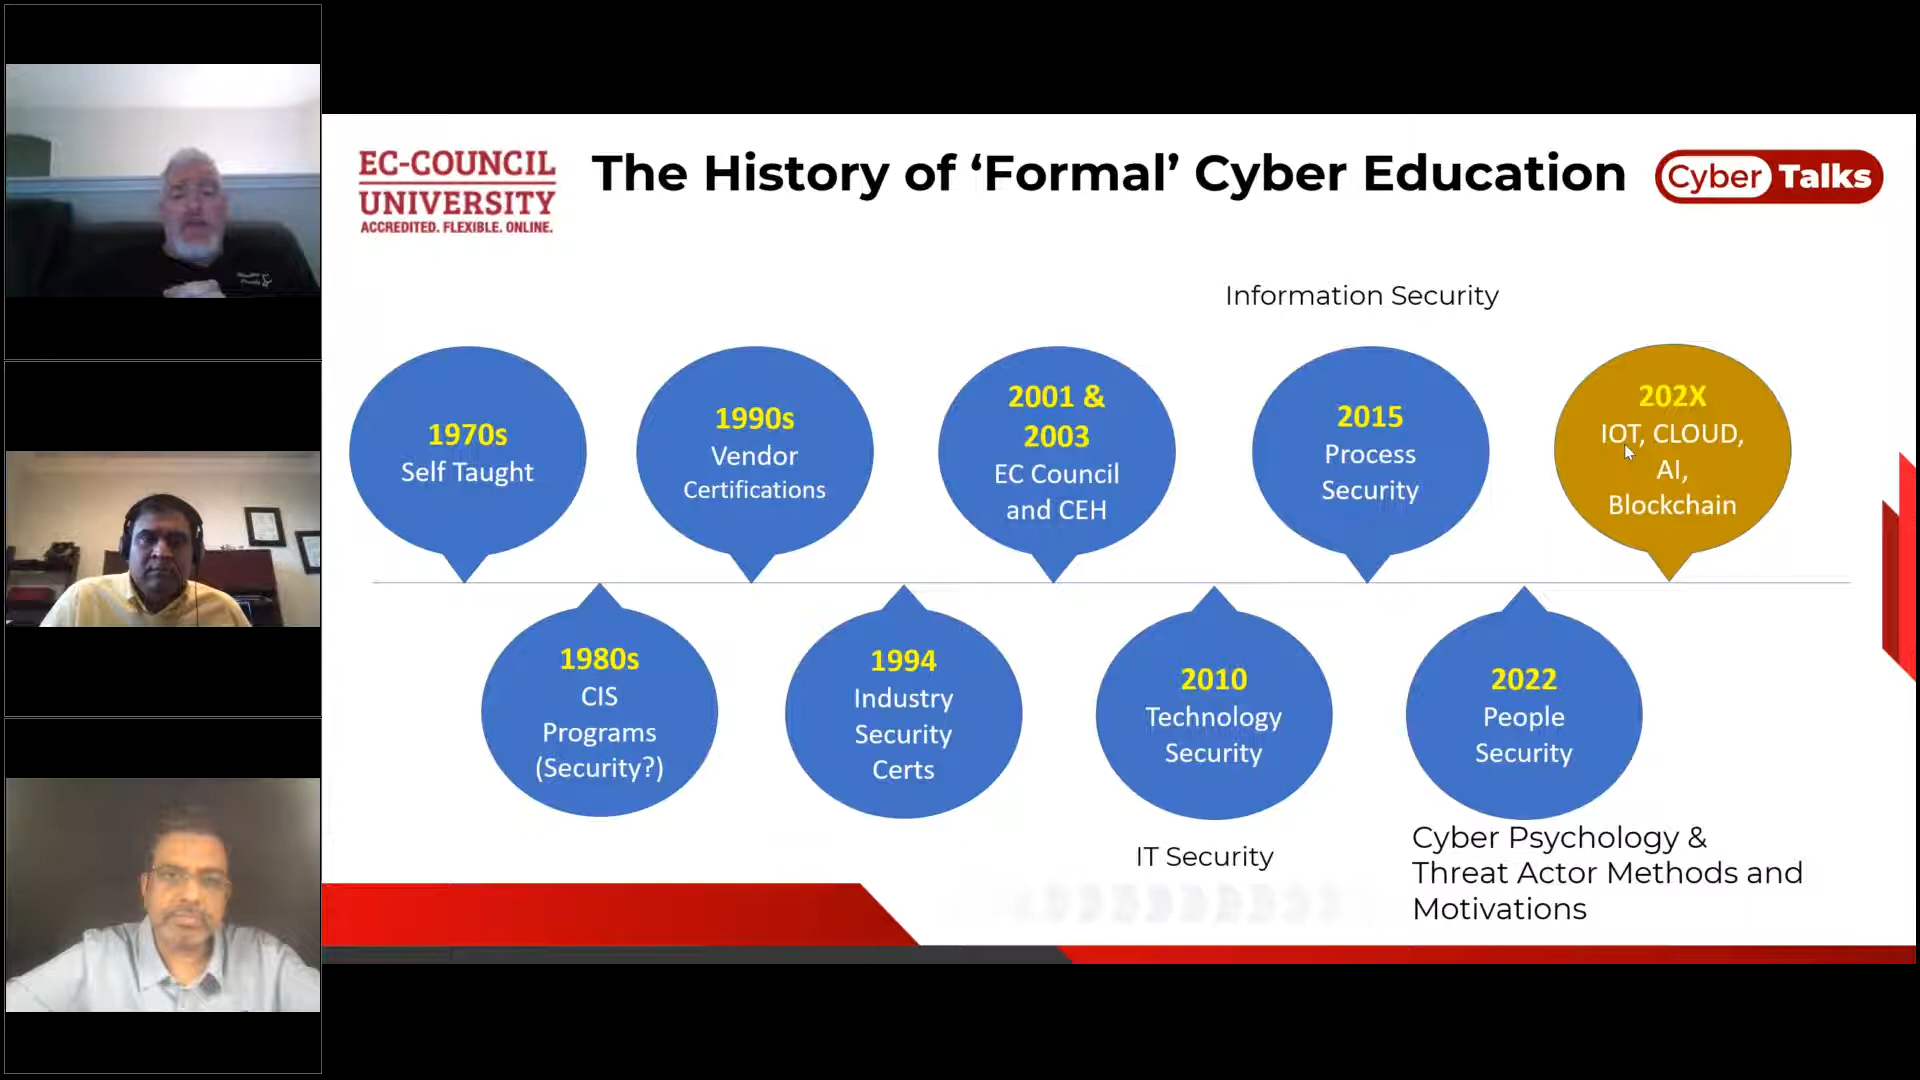 EC-COUNCIL
UNIVERSITY
ACCREDITED. FLEXIBLE. ONLINE.
The History of ‘Formal’ Cyber Education
Cyber Talks
Information Security
1970s
Self Taught
1990s
Vendor
Certifications
2001 &
2003
EC Council
and CEH
2015
Process
Security
202X
IOT, CLOUD,
AI,
Blockchain
1980s
CIS
Programs
(Security?)
1994
Industry
Security
Certs
2010
Technology
Security
2022
People
Security
IT Security
Cyber Psychology &
Threat Actor Methods and
Motivations